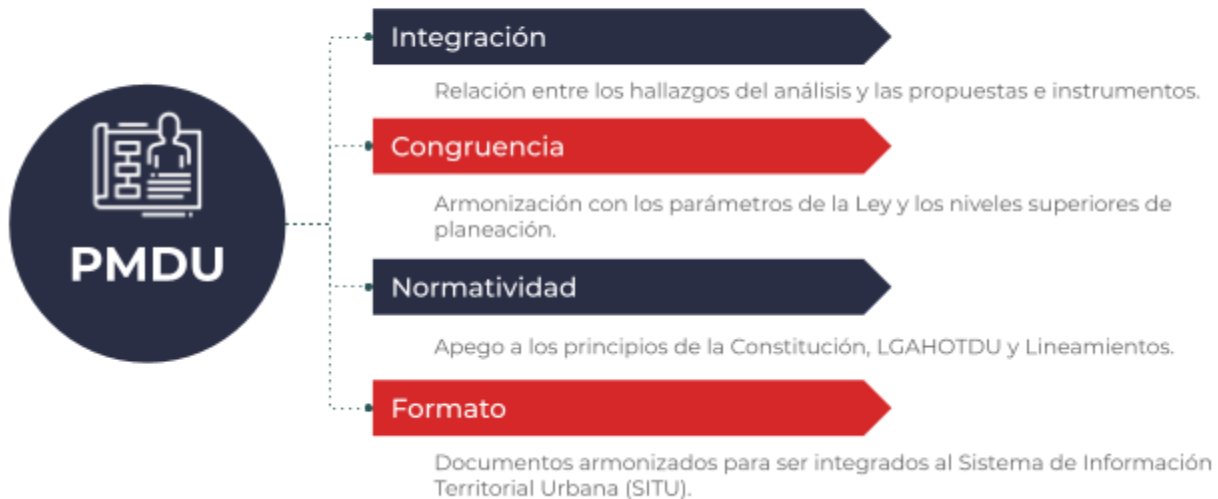 PMDU
Integración
Relación entre los hallazgos del análisis y las propuestas e instrumentos.
Congruencia
Armonización con los parámetros de la Ley y los niveles superiores de
planeación.
Normatividad
Apego a los principios de la Constitución, LGAHOTDU y Lineamientos.
Formato
Documentos armonizados para ser integrados al Sistema de Información
Territorial Urbana (SITU).